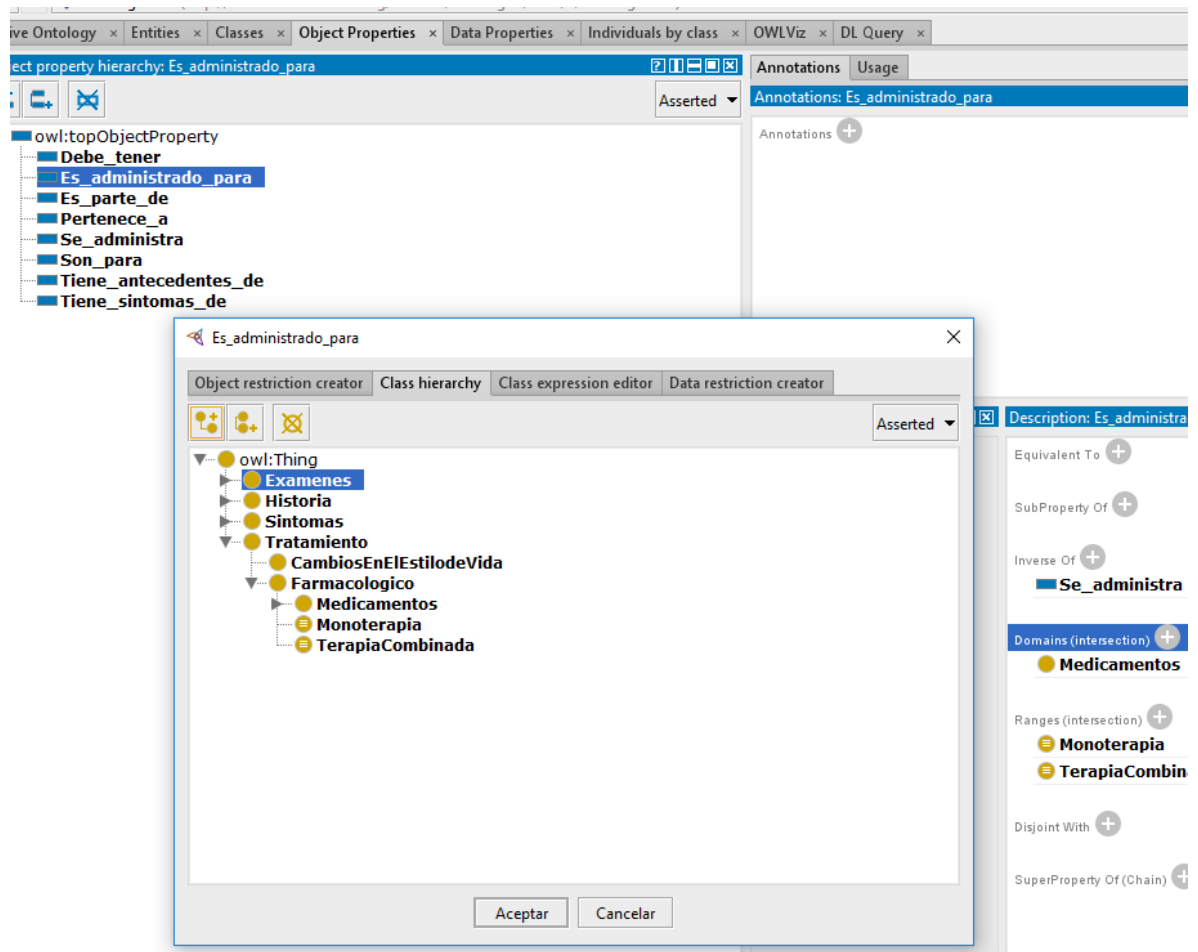 ive Ontology × Entities × Classes × Object Properties × Data Properties × Individuals by class × OWLViz × DL Query ×
ect property hierarchy: Es_administrado_para
Asserted
owl:topObjectProperty
Debe_tener
Es_administrado_para
Es_parte_de
Pertenece_a
Se_administra
Son_para
Tiene_antecedentes_de
Tiene_sintomas_de
Annotations Usage
Annotations: Es_administrado_para
Annotations
Es_administrado_para
Object restriction creator Class hierarchy Class expression editor Data restriction creator
Asserted
owl:Thing
Examenes
Historia
Sintomas
Tratamiento
CambiosEnElEstilodeVida
Farmacologico
Medicamentos
Monoterapia
TerapiaCombinada
Aceptar Cancelar
Description: Es_administra
Equivalent To
SubProperty Of
Inverse Of
Se_administra
Domains (intersection)
Medicamentos
Ranges (intersection)
Monoterapia
TerapiaCombin
Disjoint With
SuperProperty Of (Chain)